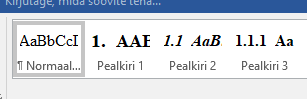 Kirjutage, mida soovite teha...
AaBbCcI 1. AAE 1.1 AaB 1.1.1 Aa
¶ Normaal... Pealkiri 1 Pealkiri 2 Pealkiri 3